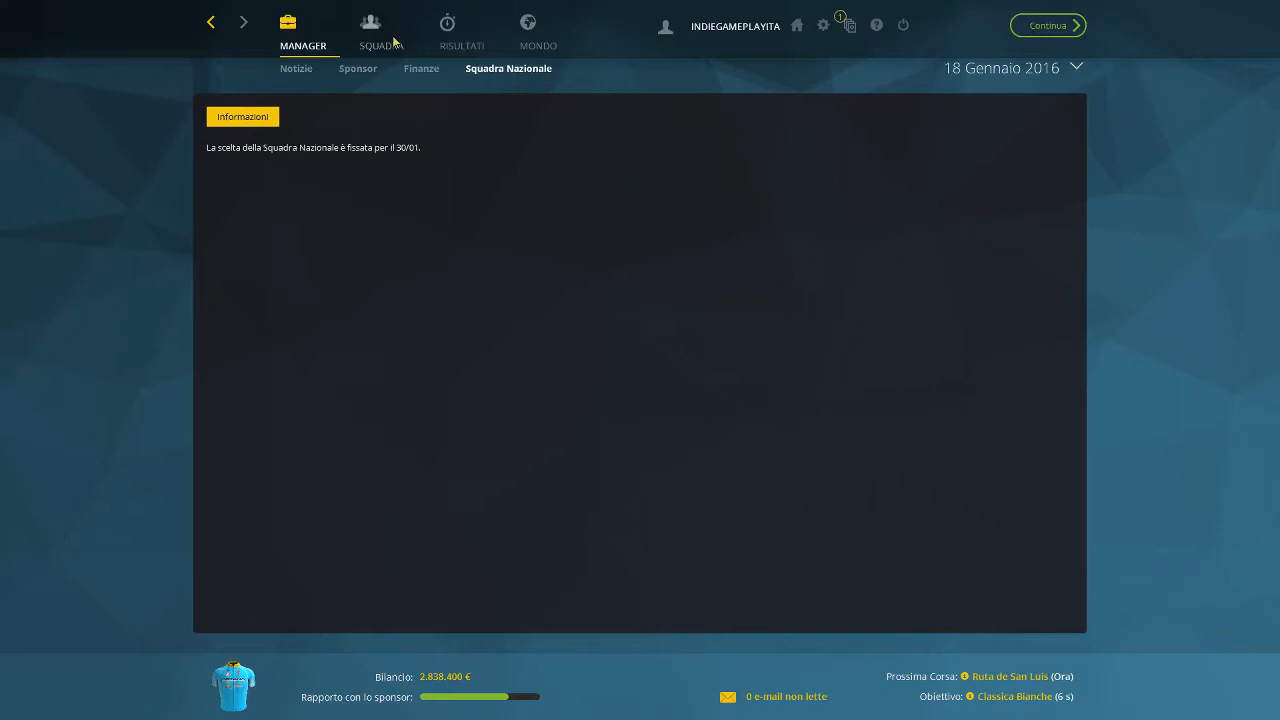 MANAGER SQUADRA RISULTATI MONDO
1
INDIEGAMEPLAYITA
Continua
Notizie Sponsor Finanze Squadra Nazionale
18 Gennaio 2016
Informazioni
La scelta della Squadra Nazionale è fissata per il 30/01.
Bilancio: 2.838.400 €
Rapporto con lo sponsor:
0 e-mail non lette
Prossima Corsa: Ruta de San Luis (Ora)
Obiettivo: Classica Bianche (6 s)